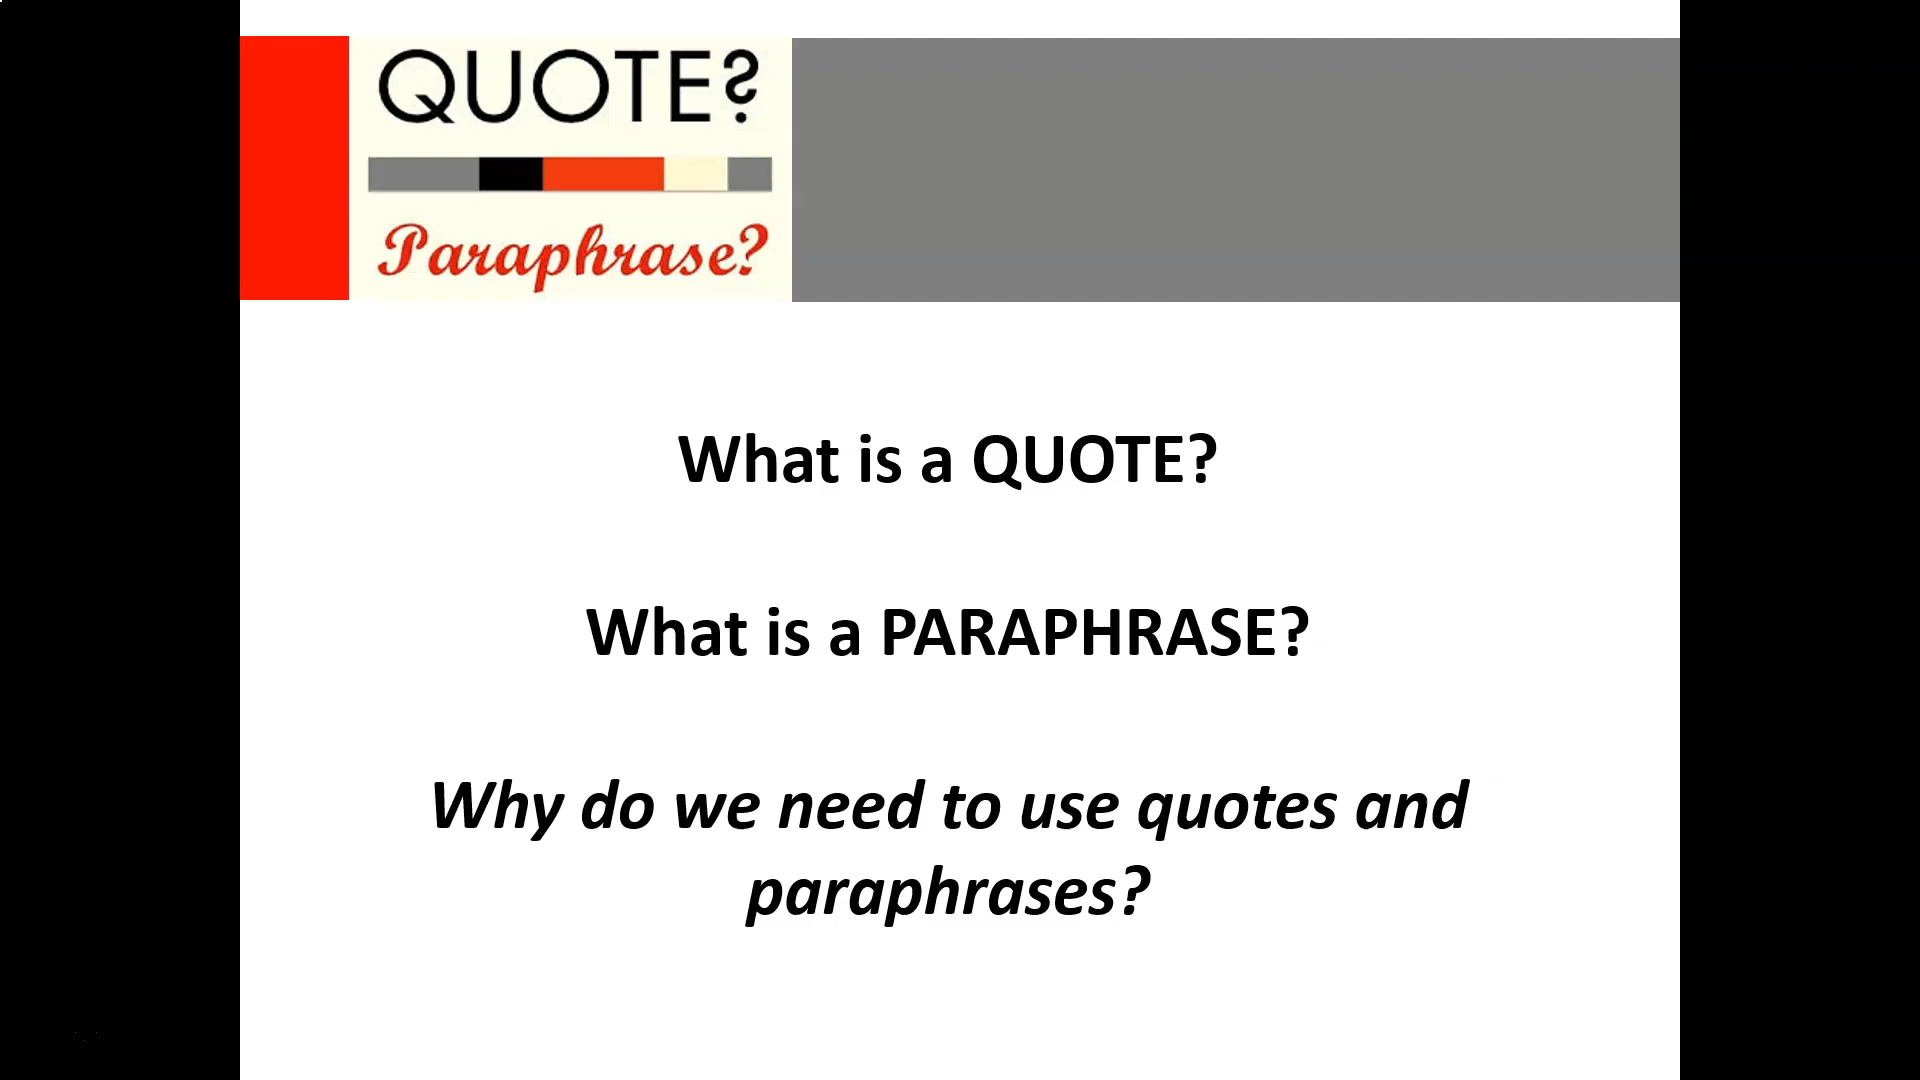 QUOTE?
Paraphrase?
What is a QUOTE?
What is a PARAPHRASE?
Why do we need to use quotes and
paraphrases?